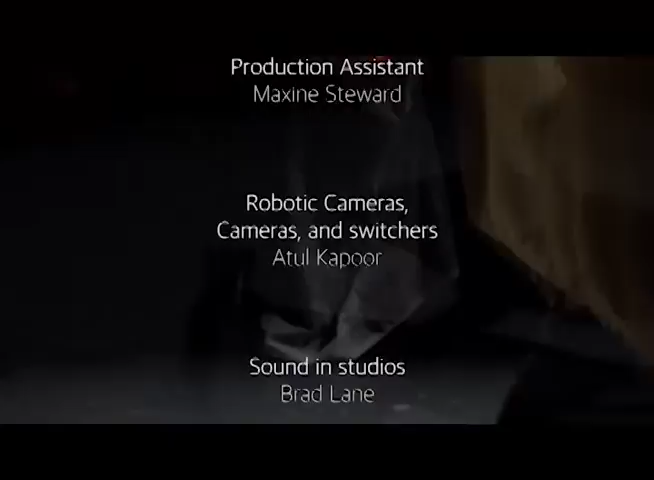 Production Assistant
Maxine Steward
Robotic Cameras,
Cameras, and switchers
Atul Kapoor
Sound in studios
Brad Lane